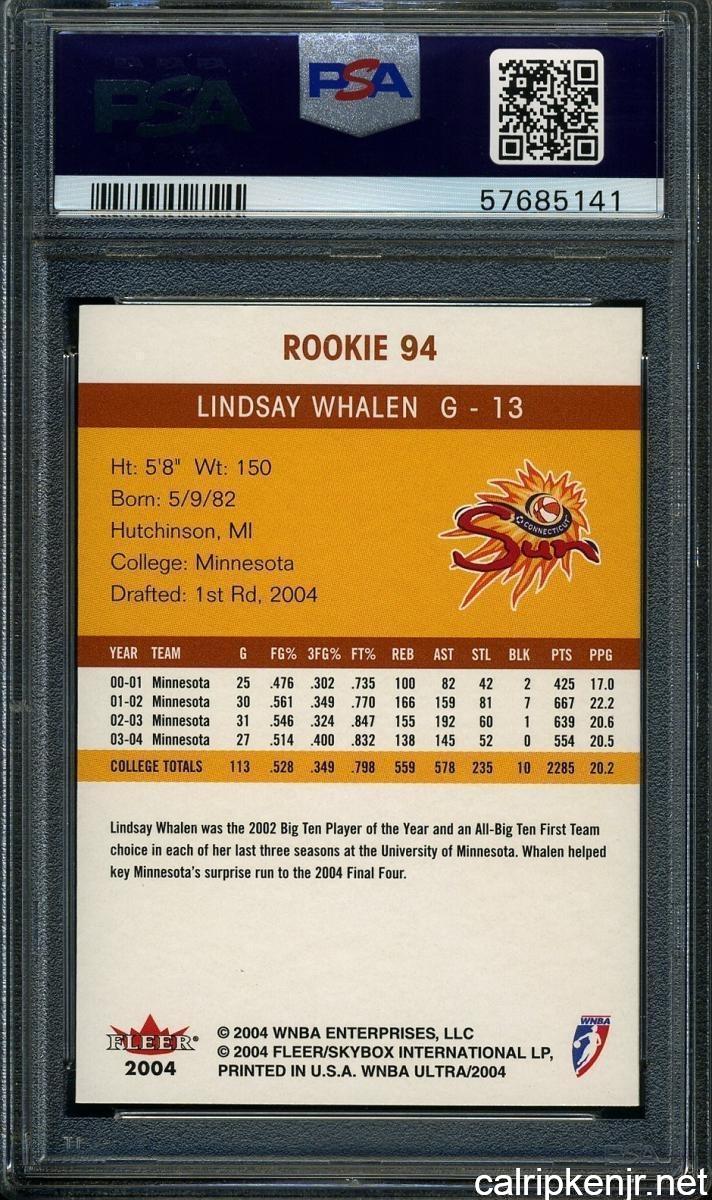 PSA
PSA
57685141
ROOKIE 94
LINDSAY WHALEN G - 13
Ht: 5'8" Wt: 150
Born: 5/9/82
Hutchinson, MI
College: Minnesota
Drafted: 1st Rd, 2004
CONNECTICUT
Sun
YEAR TEAM G FG% 3FG% FT% REB AST STL BLK PTS PPG
00-01 Minnesota 25 .476 .302 .735 100 82 42 2 425 17.0
01-02 Minnesota 30 .561 .349 .770 166 159 81 7 667 22.2
02-03 Minnesota 31 .546 .324 .847 155 192 60 1 639 20.6
03-04 Minnesota 27 .514 .400 .832 138 145 52 0 554 20.5
COLLEGE TOTALS 113 .528 .349 .798 559 578 235 10 2285 20.2
Lindsay Whalen was the 2002 Big Ten Player of the Year and an All-Big Ten First Team
choice in each of her last three seasons at the University of Minnesota. Whalen helped
key Minnesota's surprise run to the 2004 Final Four.
FLEER®
2004
© 2004 WNBA ENTERPRISES, LLC
© 2004 FLEER/SKYBOX INTERNATIONAL LP,
PRINTED IN U.S.A. WNBA ULTRA/2004
WNBA
PSA
calripkenjr.net